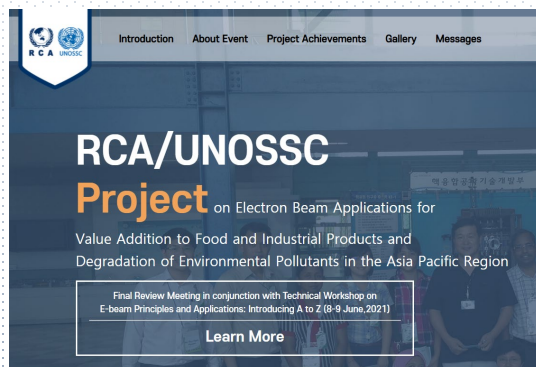 RCA UNOSSC
Introduction About Event Project Achievements Gallery Messages
RCA/UNOSSC
Project on Electron Beam Applications for
Value Addition to Food and Industrial Products and
Degradation of Environmental Pollutants in the Asia Pacific Region
Final Review Meeting in conjunction with Technical Workshop on
E-beam Principles and Applications: Introducing A to Z (8-9 June,2021)
Learn More